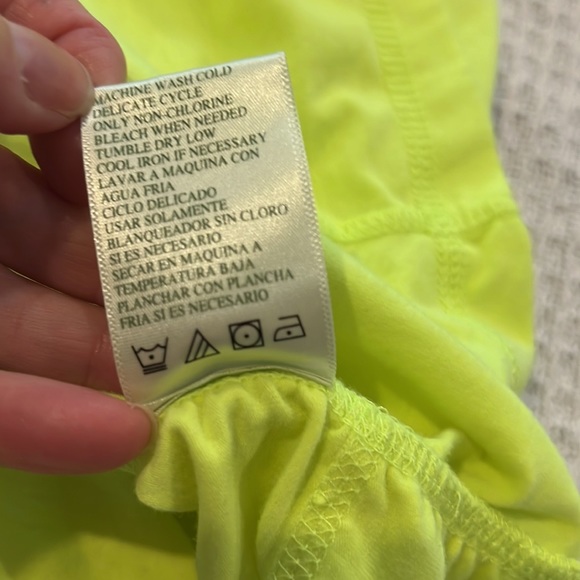 MACHINE WASH COLD
DELICATE CYCLE
ONLY NON-CHLORINE
BLEACH WHEN NEEDED
TUMBLE DRY LOW
COOL IRON IF NECESSARY
LAVAR A MAQUINA CON
AGUA FRIA
CICLO DELICADO
USAR SOLAMENTE
BLANQUEADOR SIN CLORO
SI ES NECESARIO
SECAR EN MAQUINA A
TEMPERATURA BAJA
PLANCHAR CON PLANCHA
FRIA SI ES NECESARIO